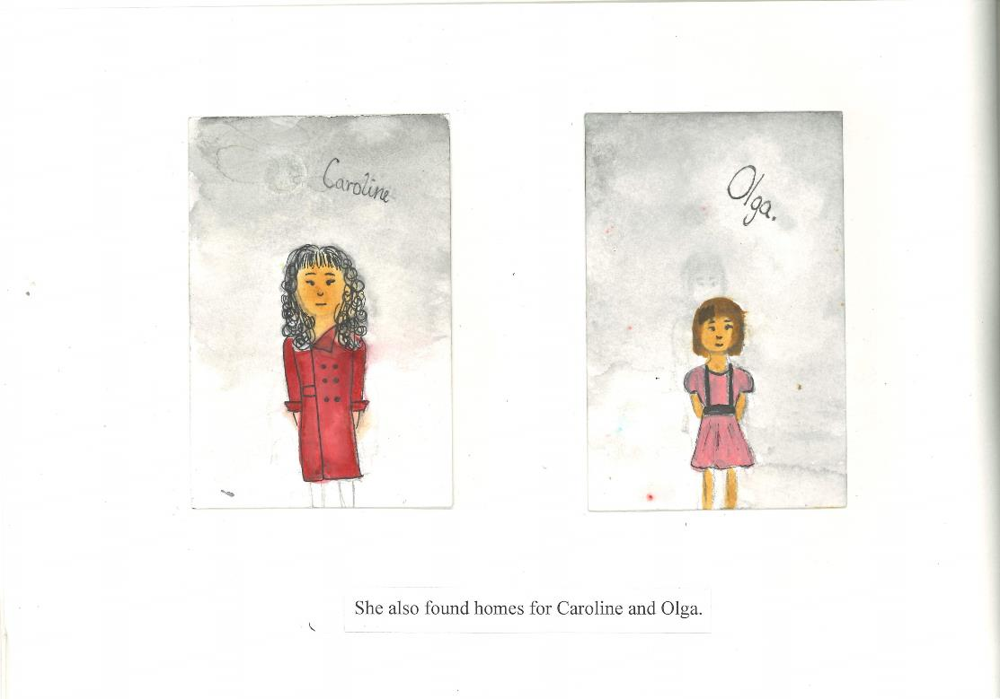 Caroline
Olga.
She also found homes for Caroline and Olga.